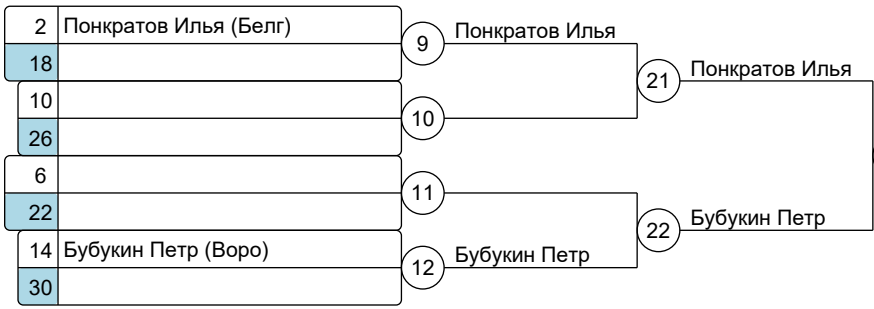 2 Понкратов Илья (Белг)
9 Понкратов Илья
18
21 Понкратов Илья
10
10
26
6
11
22
22 Бубукин Петр
14 Бубукин Петр (Воро)
12 Бубукин Петр
30